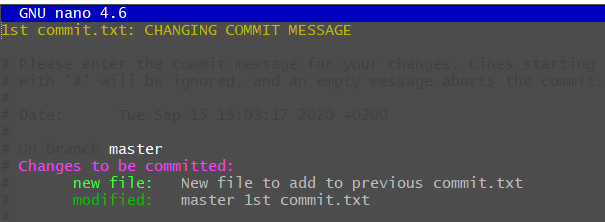 GNU nano 4.6
1st commit.txt: CHANGING COMMIT MESSAGE
# Please enter the commit message for your changes. Lines starting
# with '#' will be ignored, and an empty message aborts the commit.
#
# Date:      Tue Sep 15 15:03:17 2020 +0200
#
# On branch master
# Changes to be committed:
#       new file:   New file to add to previous commit.txt
#       modified:   master 1st commit.txt
#